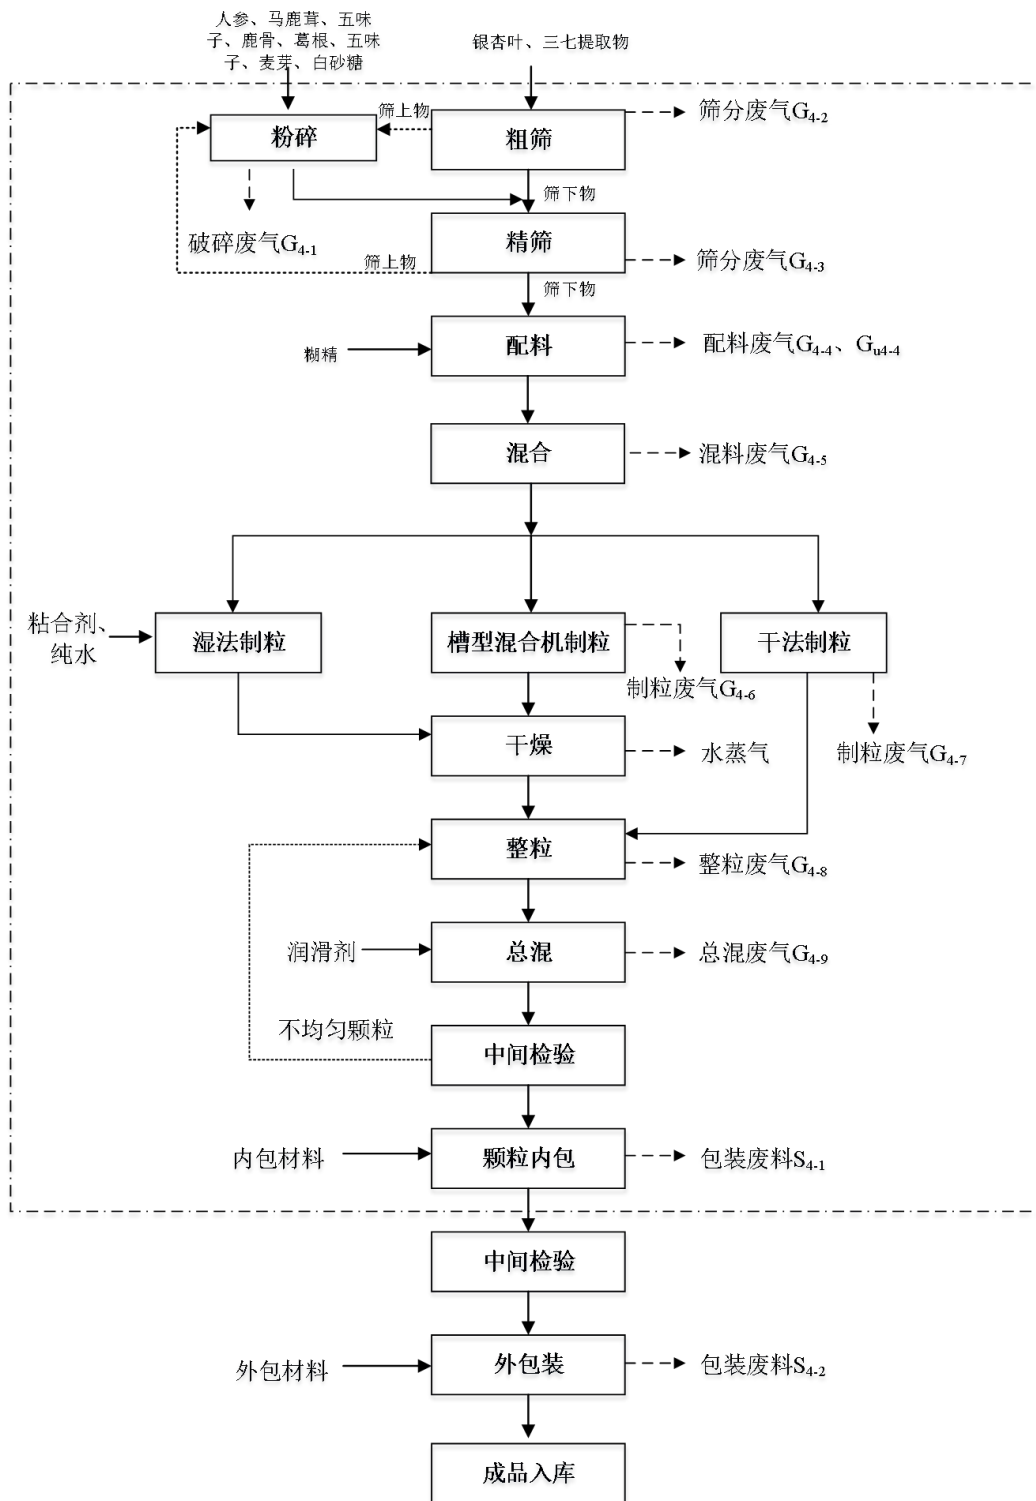 人参、马鹿茸、五味
子、鹿骨、葛根、五味
子、麦芽、白砂糖
银杏叶、三七提取物
筛上物
筛分废气G4-2
粉碎
粗筛
筛下物
破碎废气G4-1
精筛
筛上物
筛分废气G4-3
筛下物
糊精
配料
配料废气G4-4、Gu4-4
混合
混料废气G4-5
粘合剂、
纯水
湿法制粒
槽型混合机制粒
干法制粒
制粒废气G4-6
干燥
水蒸气
制粒废气G4-7
整粒
整粒废气G4-8
润滑剂
总混
总混废气G4-9
不均匀颗粒
中间检验
内包材料
颗粒内包
包装废料S4-1
中间检验
外包材料
外包装
包装废料S4-2
成品入库